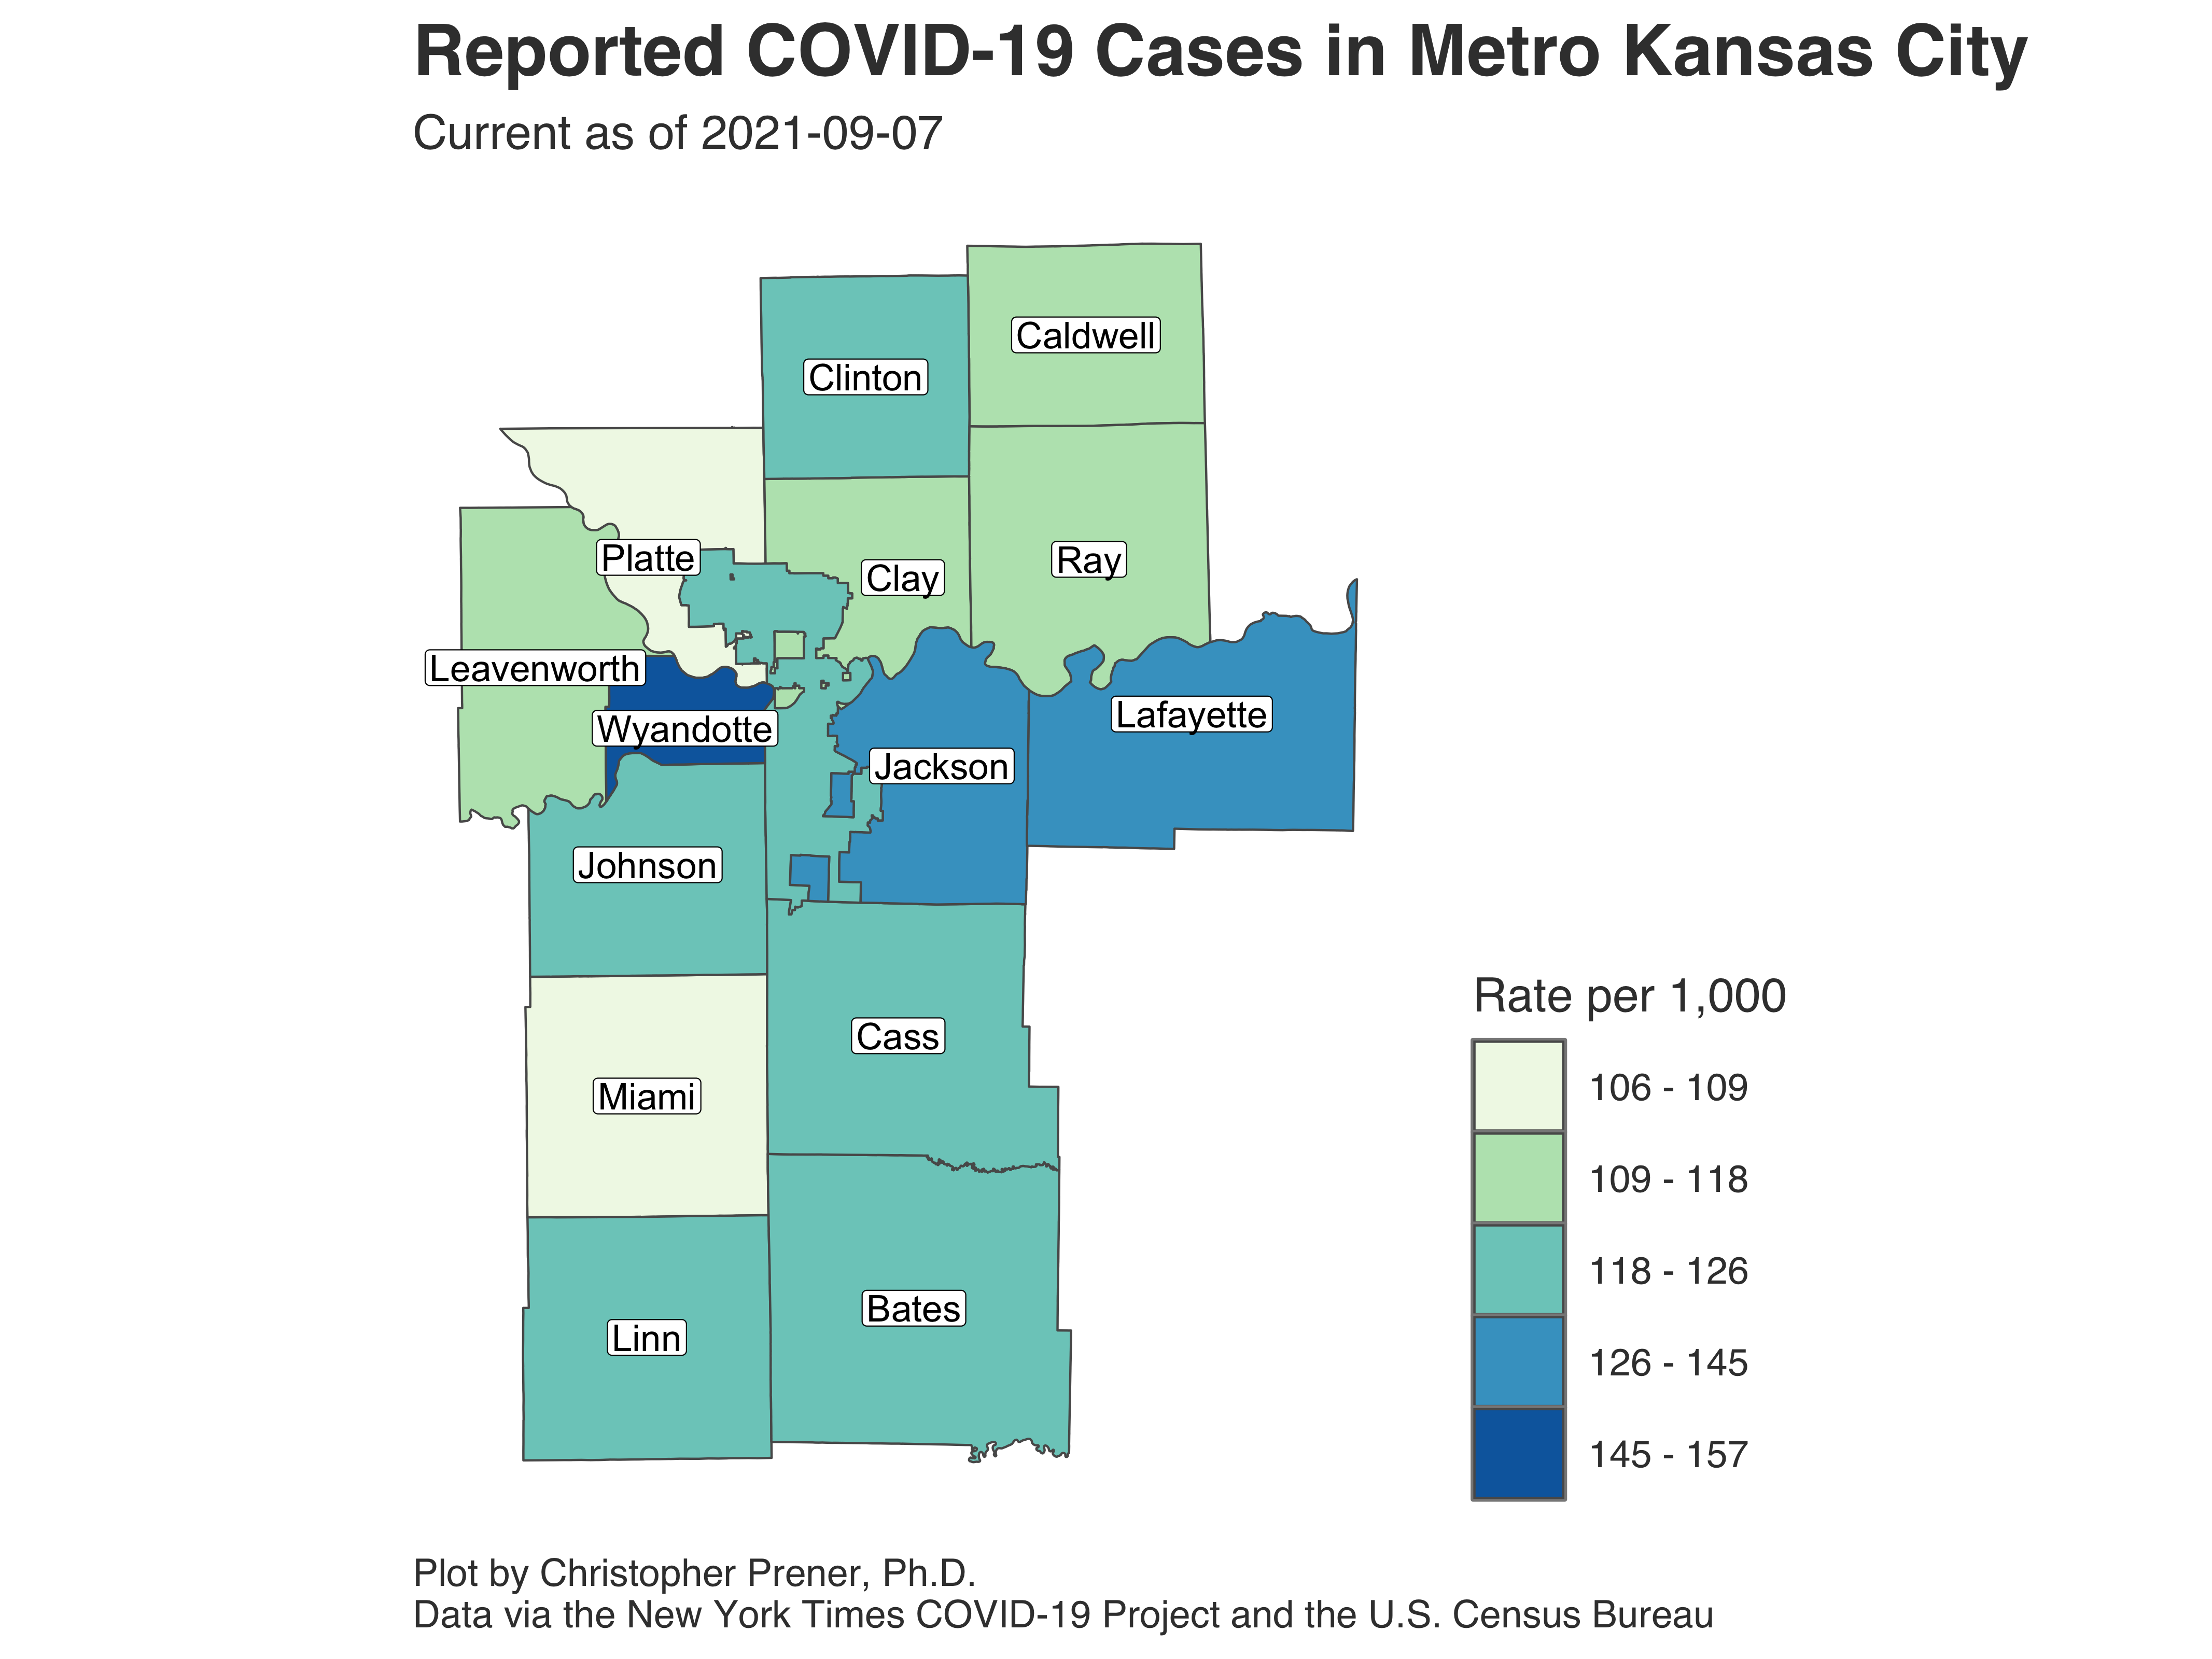 Reported COVID-19 Cases in Metro Kansas City
Current as of 2021-09-07
Caldwell
Clinton
Platte
Clay
Ray
Leavenworth
Wyandotte
Lafayette
Jackson
Johnson
Cass
Miami
Bates
Linn
Rate per 1,000
106 - 109
109 - 118
118 - 126
126 - 145
145 - 157
Plot by Christopher Prener, Ph.D.
Data via the New York Times COVID-19 Project and the U.S. Census Bureau